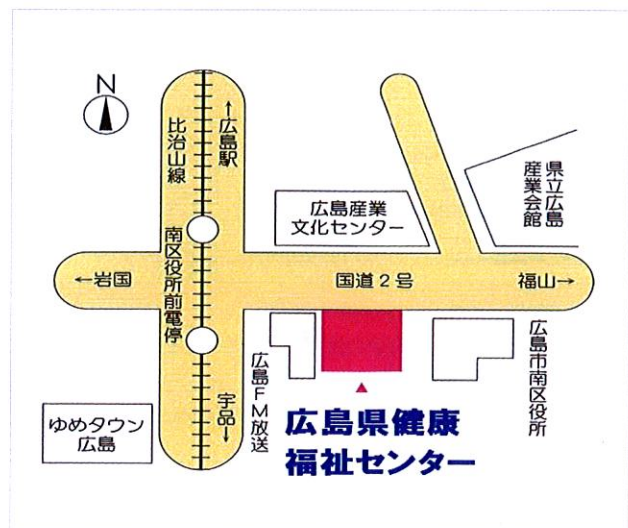 N
比治山線
↑広島駅
県立広島
産業会館
広島産業
文化センター
南区役所前電停
←岩国
国道2号
福山→
広島FM放送
宇品↓
広島市南区役所
ゆめタウン
広島
広島県健康
福祉センター